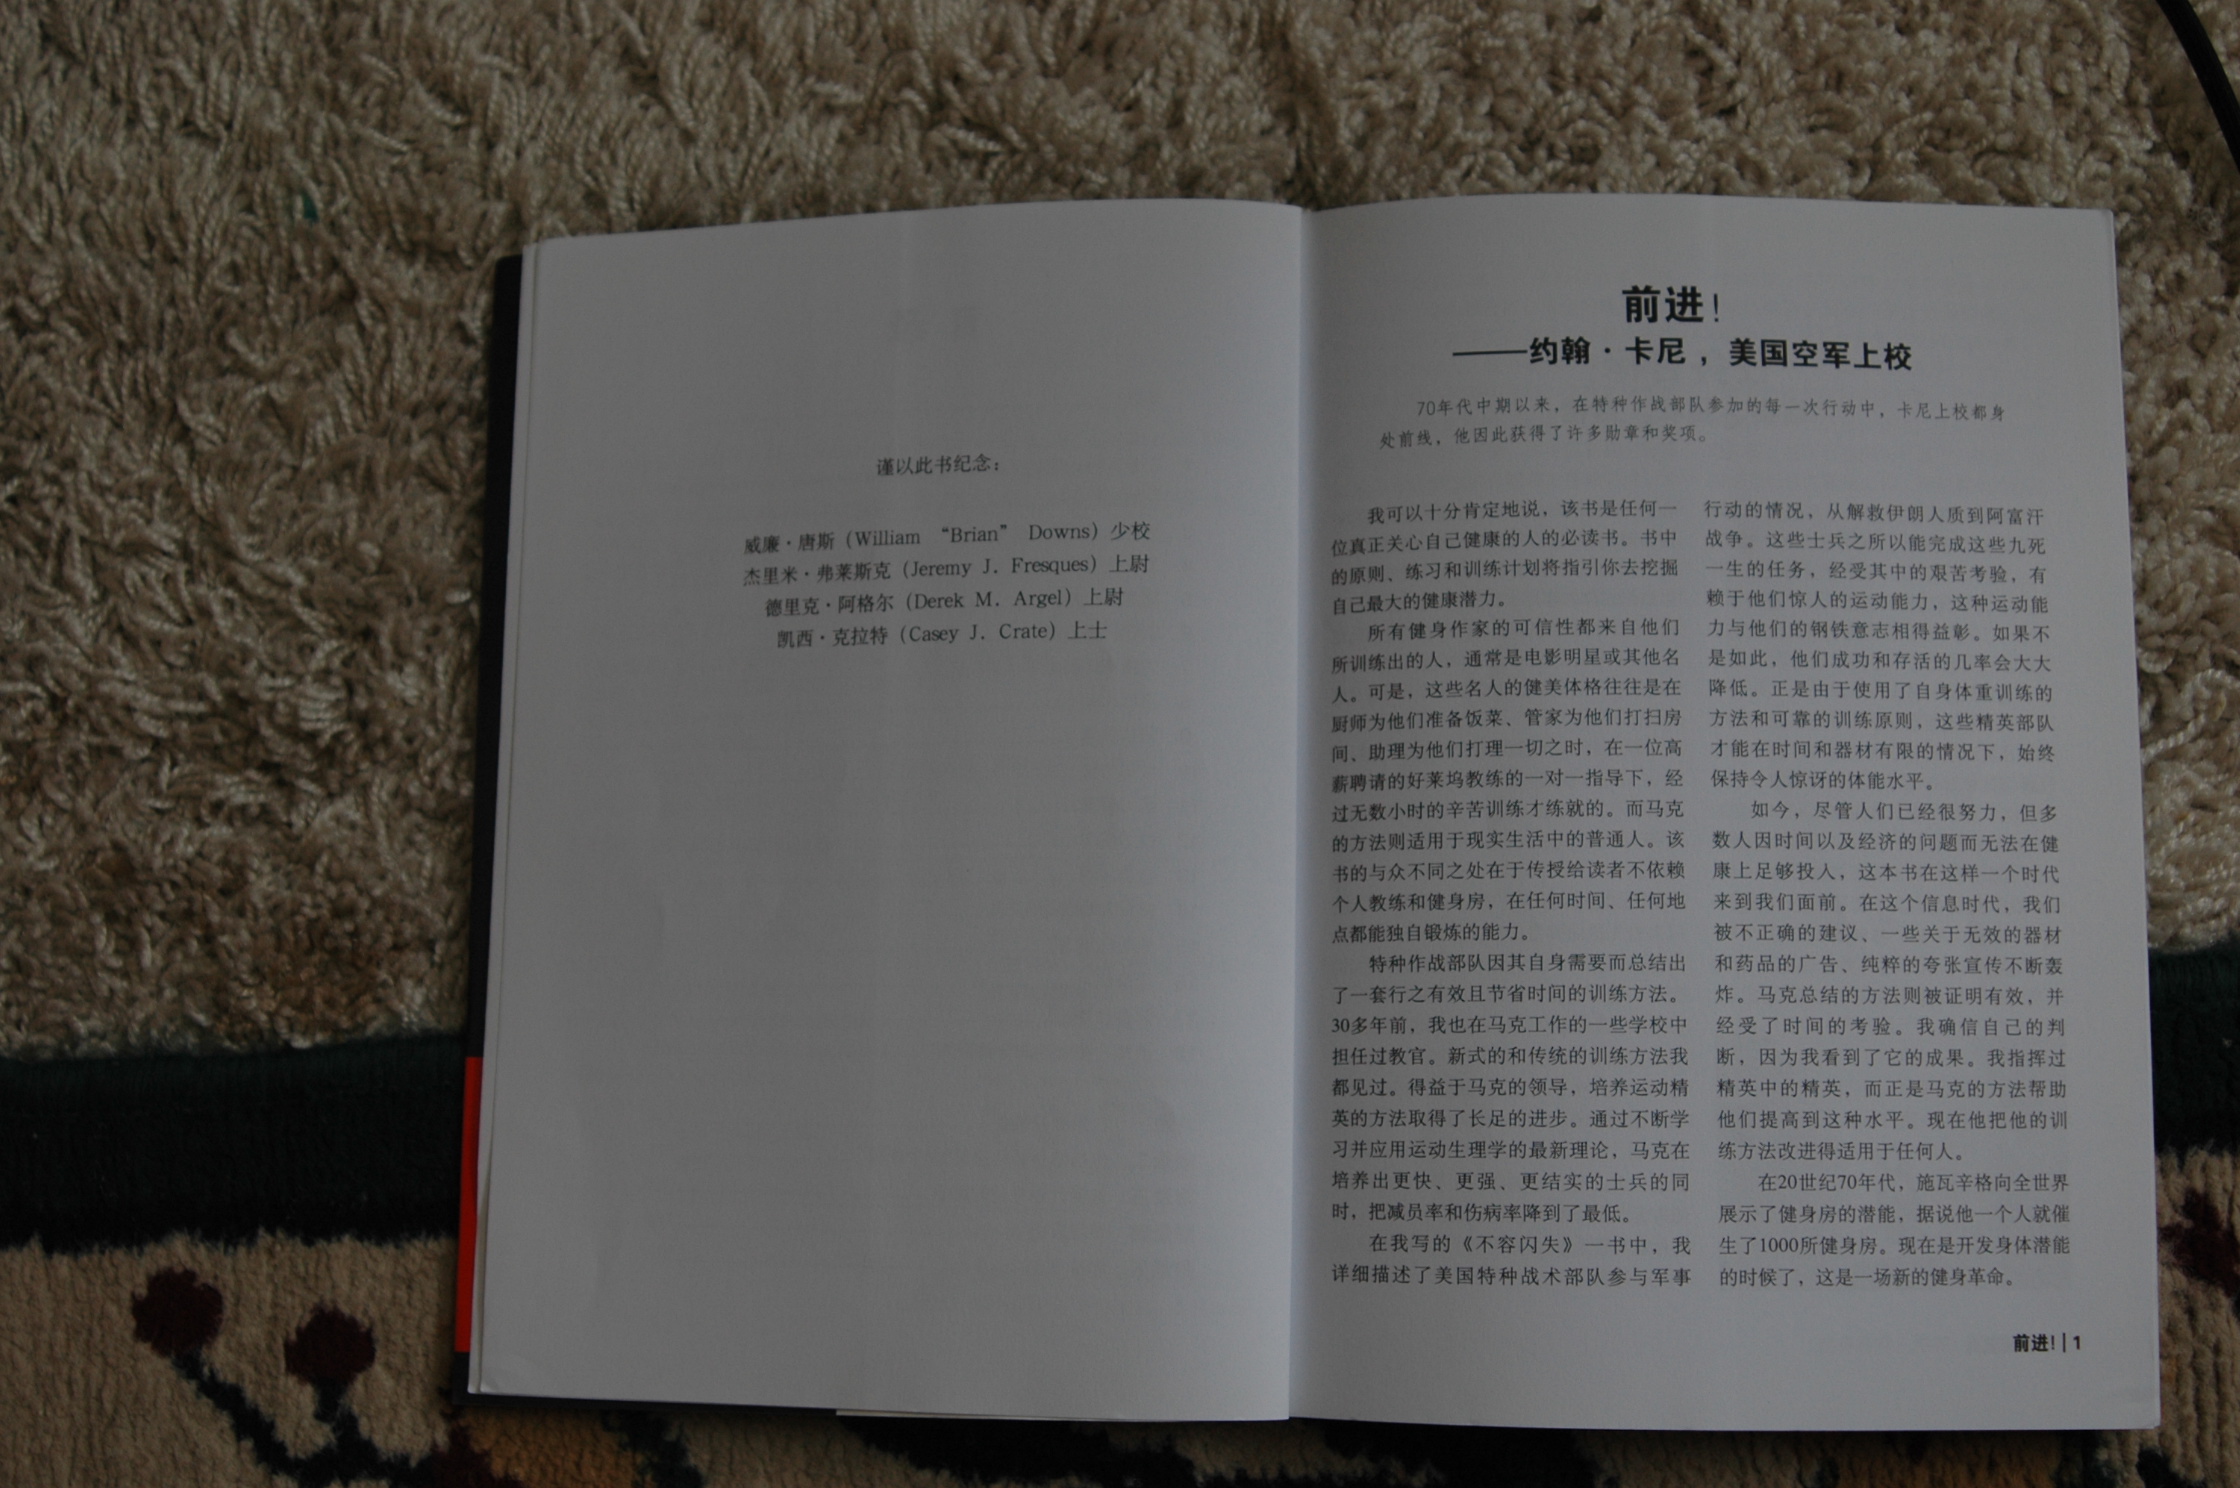 谨以此书纪念：
威廉·唐斯（William “Brian” Downs）少校
杰里米·弗莱斯克（Jeremy J. Fresques）上尉
德里克·阿格尔（Derek M. Argel）上尉
凯西·克拉特（Casey J. Crate）上士
前进！
——约翰·卡尼，美国空军上校
70年代中期以来，在特种作战部队参加的每一次行动中，卡尼上校都身
处前线，他因此获得了许多勋章和奖项。
我可以十分肯定地说，该书是任何一
位真正关心自己健康的人的必读书。书中
的原则、练习和训练计划将指引你去挖掘
自己最大的健康潜力。
所有健身作家的可信性都来自他们
所训练出的人，通常是电影明星或其他名
人。可是，这些名人的健美体格往往是在
厨师为他们准备饭菜、管家为他们打扫房
间、助理为他们打理一切之时，在一位高
薪聘请的好莱坞教练的一对一指导下，经
过无数小时的辛苦训练才练就的。而马克
的方法则适用于现实生活中的普通人。该
书的与众不同之处在于传授给读者不依赖
个人教练和健身房，在任何时间、任何地
点都能独自锻炼的能力。
特种作战部队因其自身需要而总结出
了一套行之有效且节省时间的训练方法。
30多年前，我也在马克工作的一些学校中
担任过教官。新式的和传统的训练方法我
都见过。得益于马克的领导，培养运动精
英的方法取得了长足的进步。通过不断学
习并应用运动生理学的最新理论，马克在
培养出更快、更强、更结实的士兵的同
时，把减员率和伤病率降到了最低。
在我写的《不容闪失》一书中，我
详细描述了美国特种战术部队参与军事
行动的情况，从解救伊朗人质到阿富汗
战争。这些士兵之所以能完成这些九死
一生的任务，经受其中的艰苦考验，有
赖于他们惊人的运动能力，这种运动能
力与他们的钢铁意志相得益彰。如果不
是如此，他们成功和存活的几率会大大
降低。正是由于使用了自身体重训练的
方法和可靠的训练原则，这些精英部队
才能在时间和器材有限的情况下，始终
保持令人惊讶的体能水平。
如今，尽管人们已经很努力，但多
数人因时间以及经济的问题而无法在健
康上足够投人，这本书在这样一个时代
来到我们面前。在这个信息时代，我们
被不正确的建议、一些关于无效的器材
和药品的广告、纯粹的夸张宣传不断轰
炸。马克总结的方法则被证明有效，并
经受了时间的考验。我确信自己的判
断，因为我看到了它的成果。我指挥过
精英中的精英，而正是马克的方法帮助
他们提高到这种水平。现在他把他的训
练方法改进得适用于任何人。
在20世纪70年代，施瓦辛格向全世界
展示了健身房的潜能，据说他一个人就催
生了1000所健身房。现在是开发身体潜能
的时候了，这是一场新的健身革命。
前进！| 1